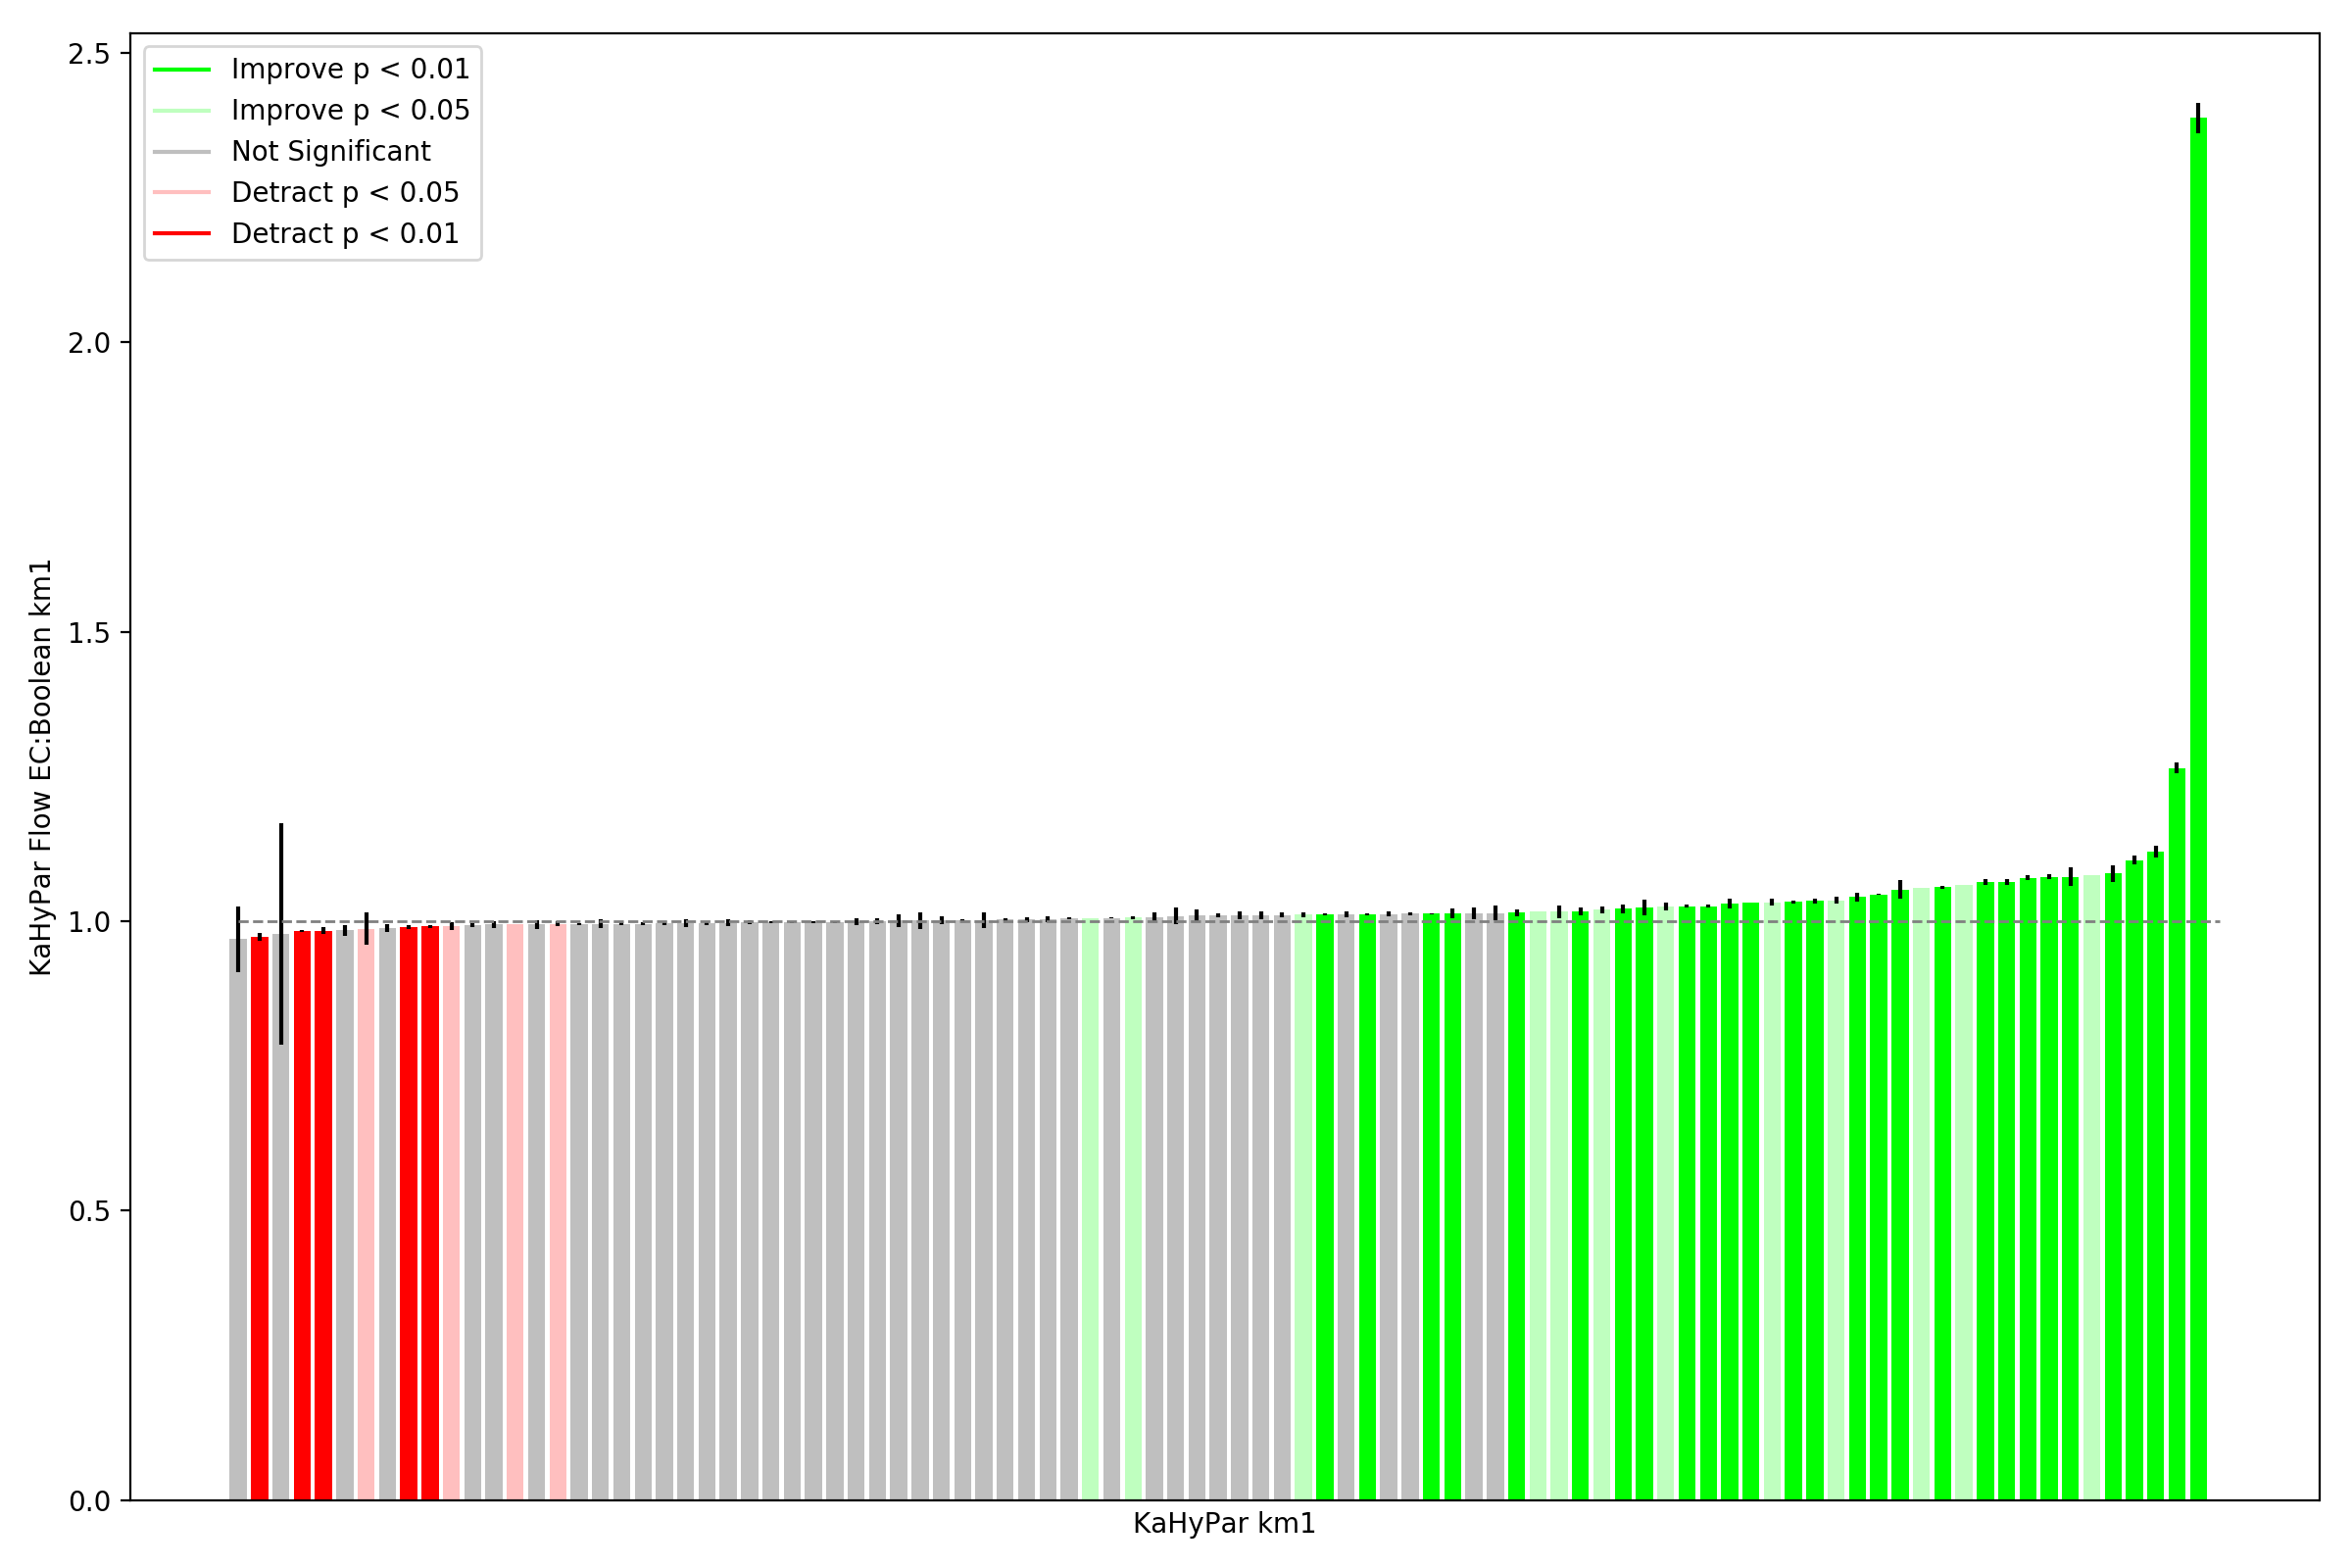 2.5
2.0
1.5
1.0
0.5
0.0
KaHyPar Flow EC:Boolean km1
Improve p < 0.01
Improve p < 0.05
Not Significant
Detract p < 0.05
Detract p < 0.01
KaHyPar km1